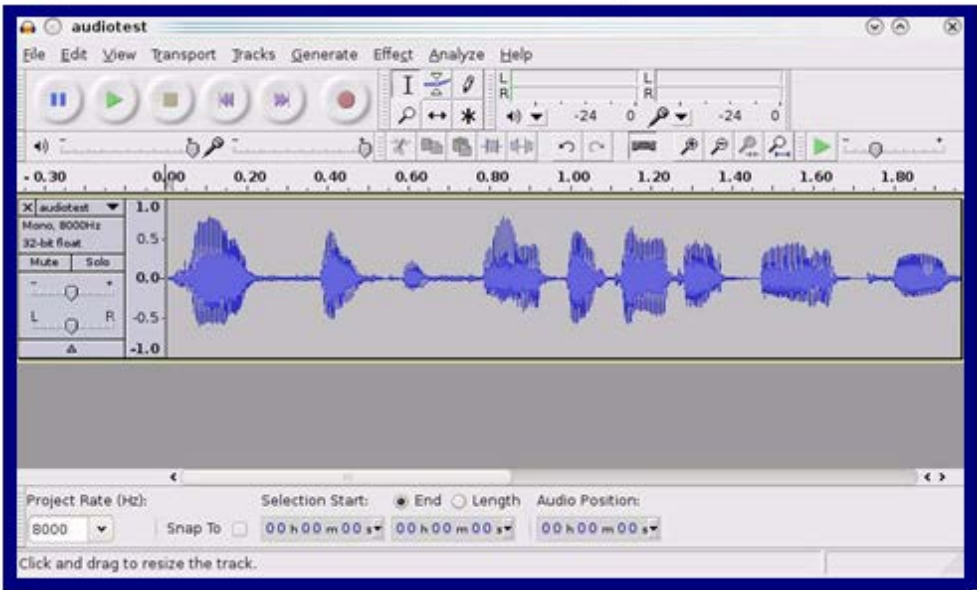 audiotest
File Edit View Transport Tracks Generate Effect Analyze Help
L
R
-24 0
L
R
-24 0
- 0.30 0.00 0.20 0.40 0.60 0.80 1.00 1.20 1.40 1.60 1.80
X audiotest
Mono, 8000Hz
32-bit float
Mute Solo
- +
L R
1.0
0.5
0.0
-0.5
-1.0
Project Rate (Hz): Selection Start: End Length Audio Position:
8000 Snap To 00 h 00 m 00 s 00 h 00 m 00 s 00 h 00 m 00 s
Click and drag to resize the track.